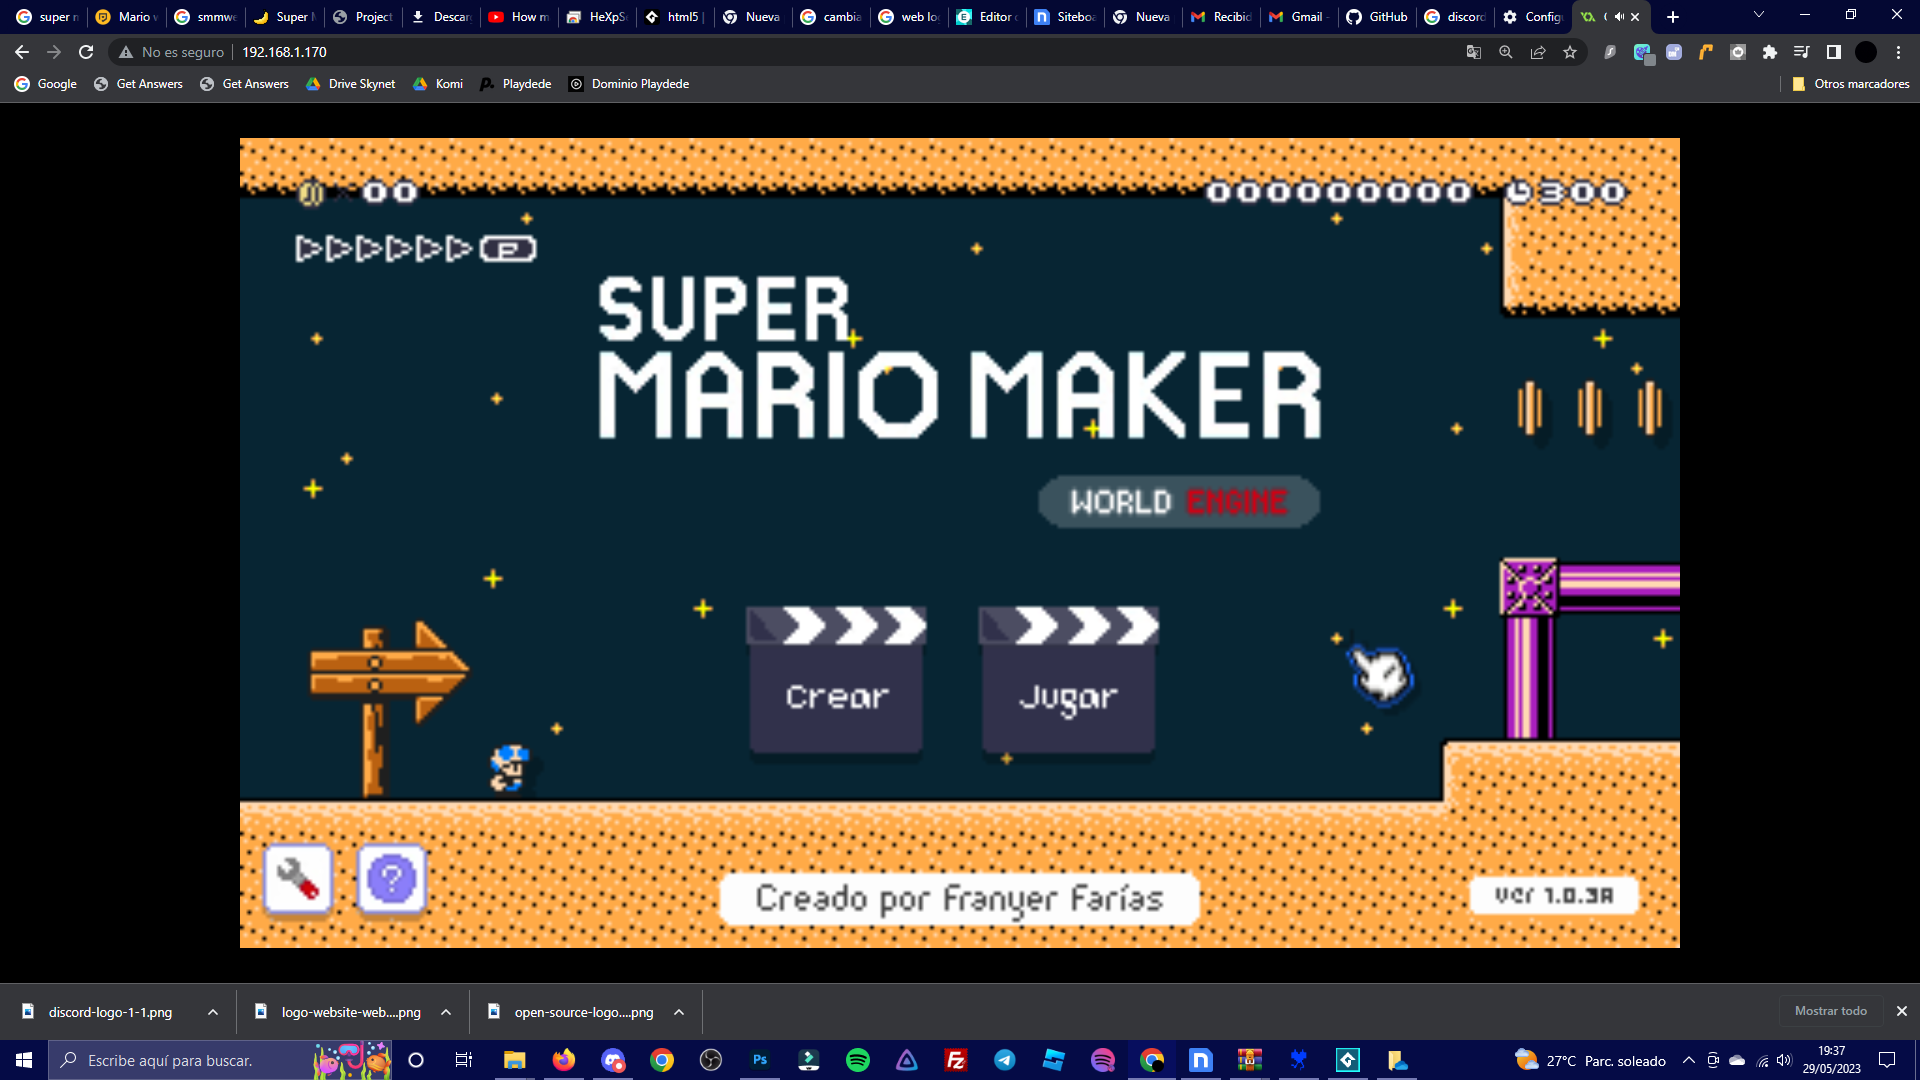 super m
Mario w
smmwe
Super M
Project
Descar
How m
HeXpS
html5
Nueva
cambia
web lo
Editor
Siteboa
Nueva
Recibid
Gmail
GitHub
discord
Config
No es seguro
192.168.1.170
Google
Get Answers
Get Answers
Drive Skynet
Komi
Playdede
Dominio Playdede
Otros marcadores
00
000000000
300
P
SUPER
MARIO MAKER
WORLD ENGINE
Crear
Jugar
Creado por Franyer Farías
ver 1.0.3A
discord-logo-1-1.png
logo-website-web....png
open-source-logo....png
Mostrar todo
Escribe aquí para buscar.
Ps
Fz
27°C Parc. soleado
19:37
29/05/2023